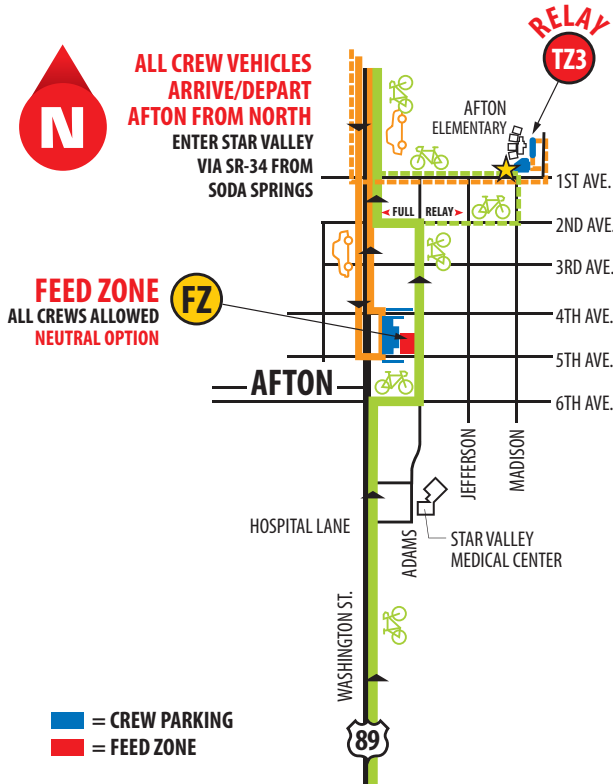 RELAY
TZ3
N
ALL CREW VEHICLES
ARRIVE/DEPART
AFTON FROM NORTH
ENTER STAR VALLEY
VIA SR-34 FROM
SODA SPRINGS
AFTON
ELEMENTARY
1ST AVE.
FULL RELAY
2ND AVE.
3RD AVE.
FEED ZONE
ALL CREWS ALLOWED
NEUTRAL OPTION
FZ
4TH AVE.
5TH AVE.
AFTON
6TH AVE.
JEFFERSON
MADISON
HOSPITAL LANE
ADAMS
STAR VALLEY
MEDICAL CENTER
WASHINGTON ST.
= CREW PARKING
= FEED ZONE
89